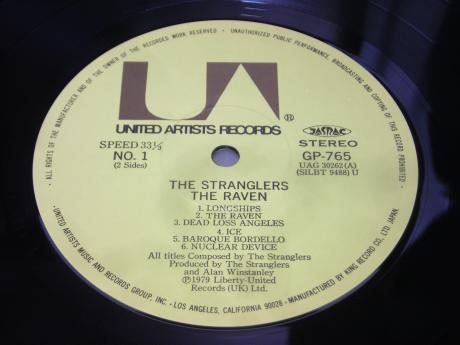 · ALL RIGHTS OF THE MANUFACTURER AND OF THE OWNER OF THE RECORDED WORK RESERVED · UNAUTHORIZED PUBLIC PERFORMANCE, BROADCASTING AND COPYING OF THIS RECORD PROHIBITED ·
UA
®
UNITED ARTISTS RECORDS
JASRAC
SPEED 33⅓
STEREO
NO. 1
GP-765
(2 Sides)
UAG 30262 (A)
(SILBT 9488) U
THE STRANGLERS
THE RAVEN
1. LONGSHIPS
2. THE RAVEN
3. DEAD LOSS ANGELES
4. ICE
5. BAROQUE BORDELLO
6. NUCLEAR DEVICE
All titles Composed by The Stranglers
Produced by The Stranglers
and Alan Winstanley
℗1979 Liberty-United
Records (UK) Ltd.
·UNITED ARTISTS MUSIC AND RECORDS GROUP, INC. · LOS ANGELES, CALIFORNIA 90028 · MANUFACTURED BY KING RECORD CO. LTD, JAPAN.